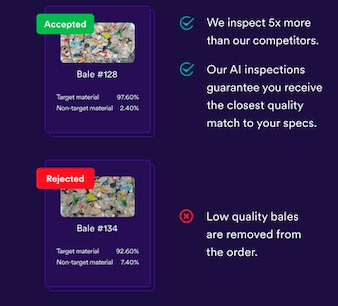 Accepted
Bale #128
Target material 97.60%
Non-target material 2.40%
We inspect 5x more
than our competitors.
Our AI inspections
guarantee you receive
the closest quality
match to your specs.
Rejected
Bale #134
Target material 92.60%
Non-target material 7.40%
Low quality bales
are removed from
the order.